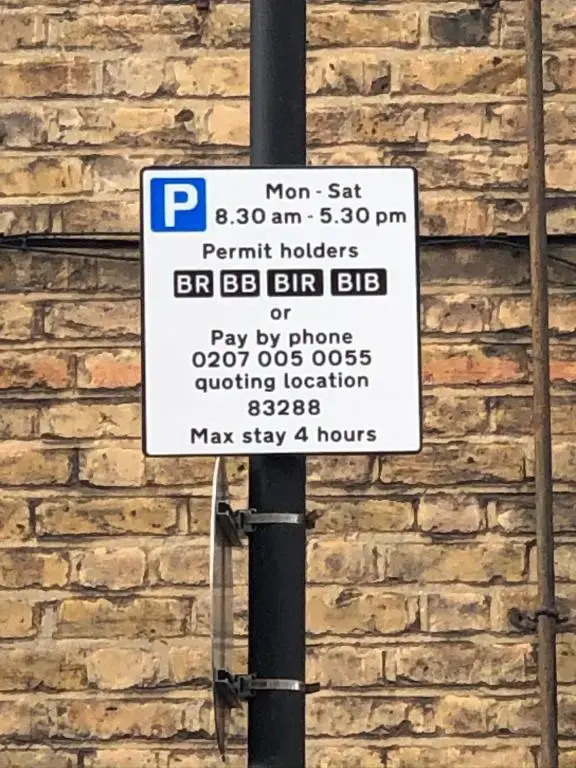 P
Mon - Sat
8.30 am - 5.30 pm
Permit holders
BR BB BIR BIB
or
Pay by phone
0207 005 0055
quoting location
83288
Max stay 4 hours